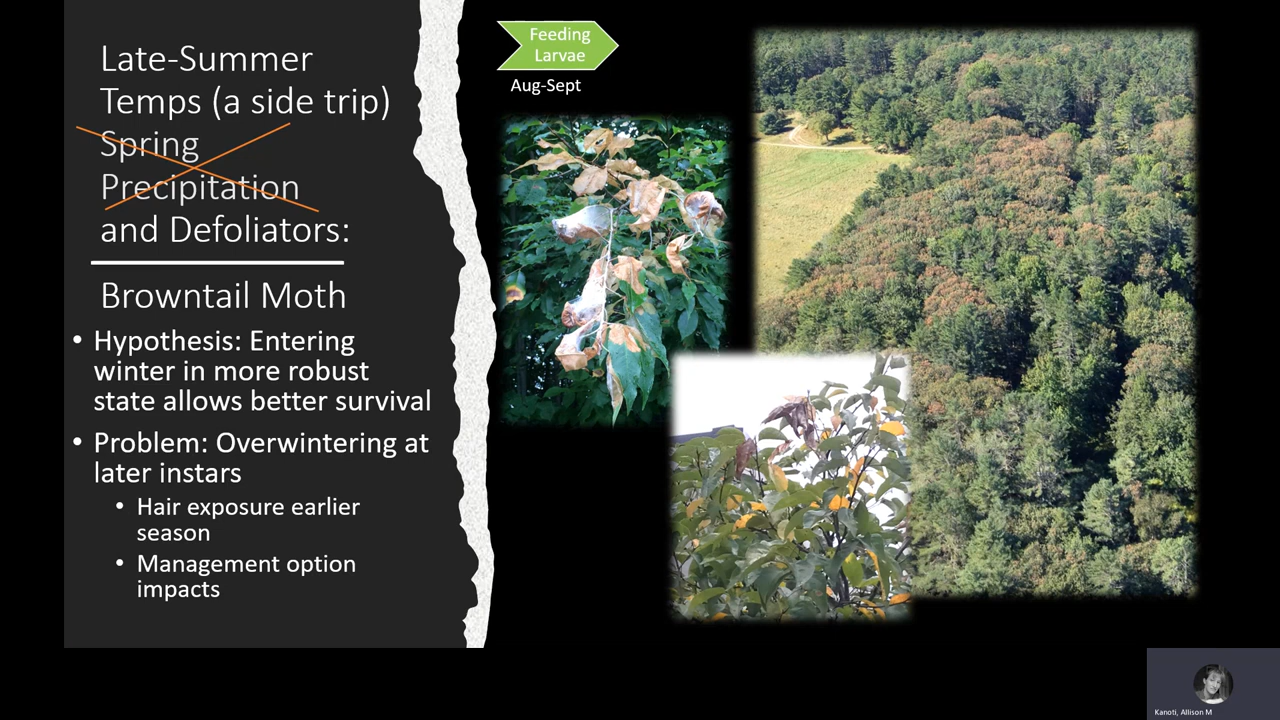 Late-Summer
Temps (a side trip)
Spring
Precipitation
and Defoliators:
Browntail Moth
• Hypothesis: Entering
winter in more robust
state allows better survival
• Problem: Overwintering at
later instars
• Hair exposure earlier
season
• Management option
impacts
Feeding
Larvae
Aug-Sept
Kanoti, Allison M